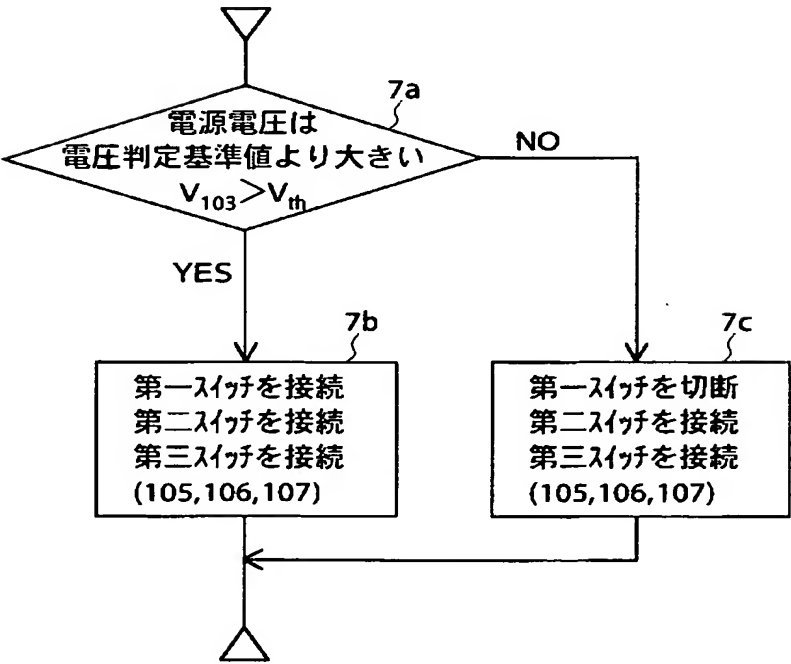 7a
電源電圧は
電圧判定基準値より大きい
V103>Vth
NO
YES
7b
第一スイッチを接続
第二スイッチを接続
第三スイッチを接続
(105,106,107)
7c
第一スイッチを切断
第二スイッチを接続
第三スイッチを接続
(105,106,107)